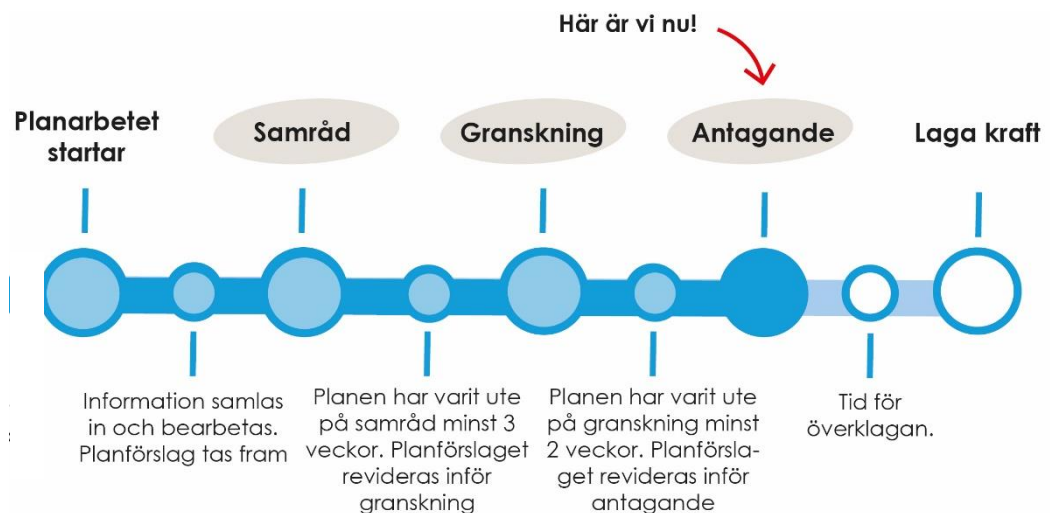 Här är vi nu!
Planarbetet
startar
Samråd
Granskning
Antagande
Laga kraft
Information samlas
in och bearbetas.
Planförslag tas fram
Planen har varit ute
på samråd minst 3
veckor. Planförslaget
revideras inför
granskning
Planen har varit ute
på granskning minst
2 veckor. Planförsla-
get revideras inför
antagande
Tid för
överklagan.